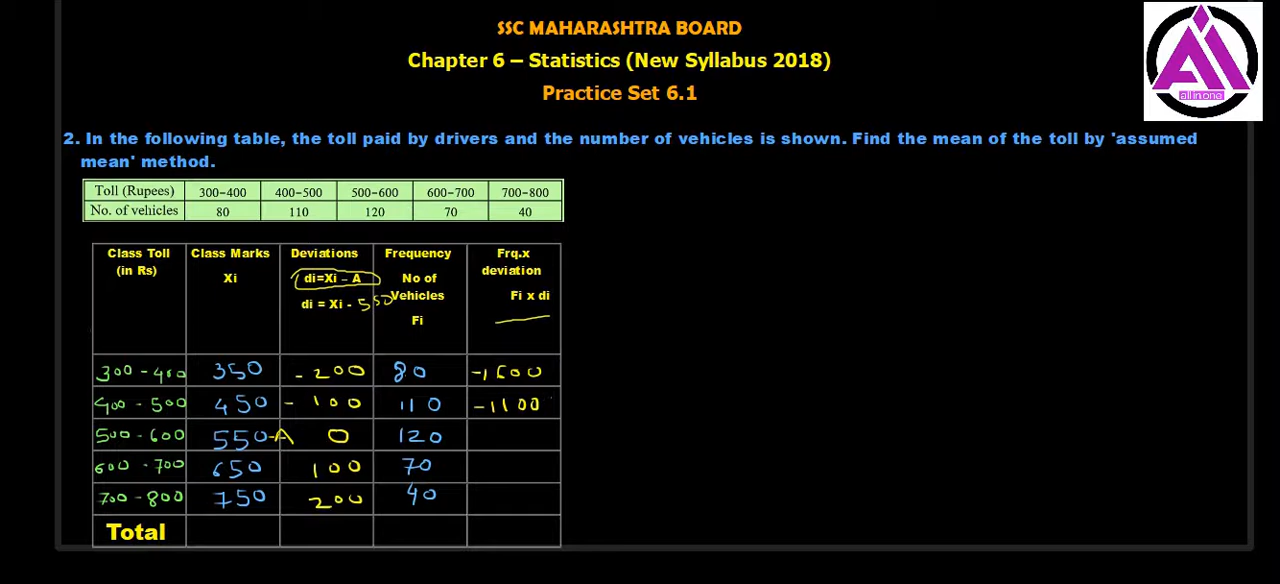 SSC MAHARASHTRA BOARD
Chapter 6 – Statistics (New Syllabus 2018)
Practice Set 6.1
all in one
2. In the following table, the toll paid by drivers and the number of vehicles is shown. Find the mean of the toll by 'assumed
mean' method.
Toll (Rupees) 300-400 400-500 500-600 600-700 700-800
No. of vehicles 80 110 120 70 40
Class Toll Class Marks Deviations Frequency Frq.x
(in Rs) Xi di=Xi – A No of deviation
di = Xi - 550 Vehicles Fi x di
Fi
300 - 400 350 - 200 80 -1600
400 - 500 450 - 100 110 -1100
500 - 600 550-A 0 120
600 - 700 650 100 70
700 - 800 750 200 40
Total